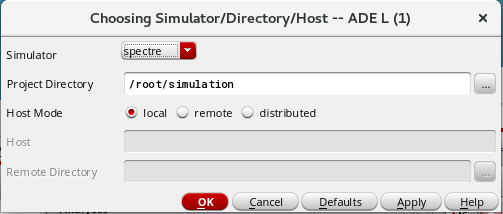 Choosing Simulator/Directory/Host -- ADE L (1)
Simulator spectre
Project Directory /root/simulation ...
Host Mode local remote distributed
Host
Remote Directory ...
OK Cancel Defaults Apply Help